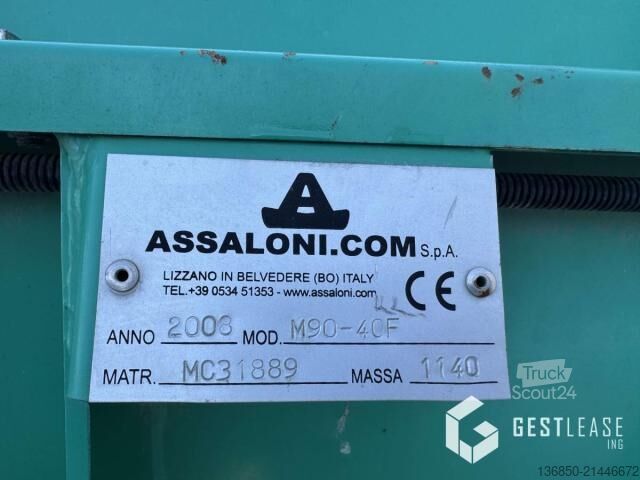 A
ASSALONI.COM S.p.A.
LIZZANO IN BELVEDERE (BO) ITALY
TEL.+39 0534 51353 - www.assaloni.com
CE
ANNO 2008 MOD. M90-40F
MATR. MC31889 MASSA 1140
Truck
Scout24
GESTLEASE
ING
136850-21446672